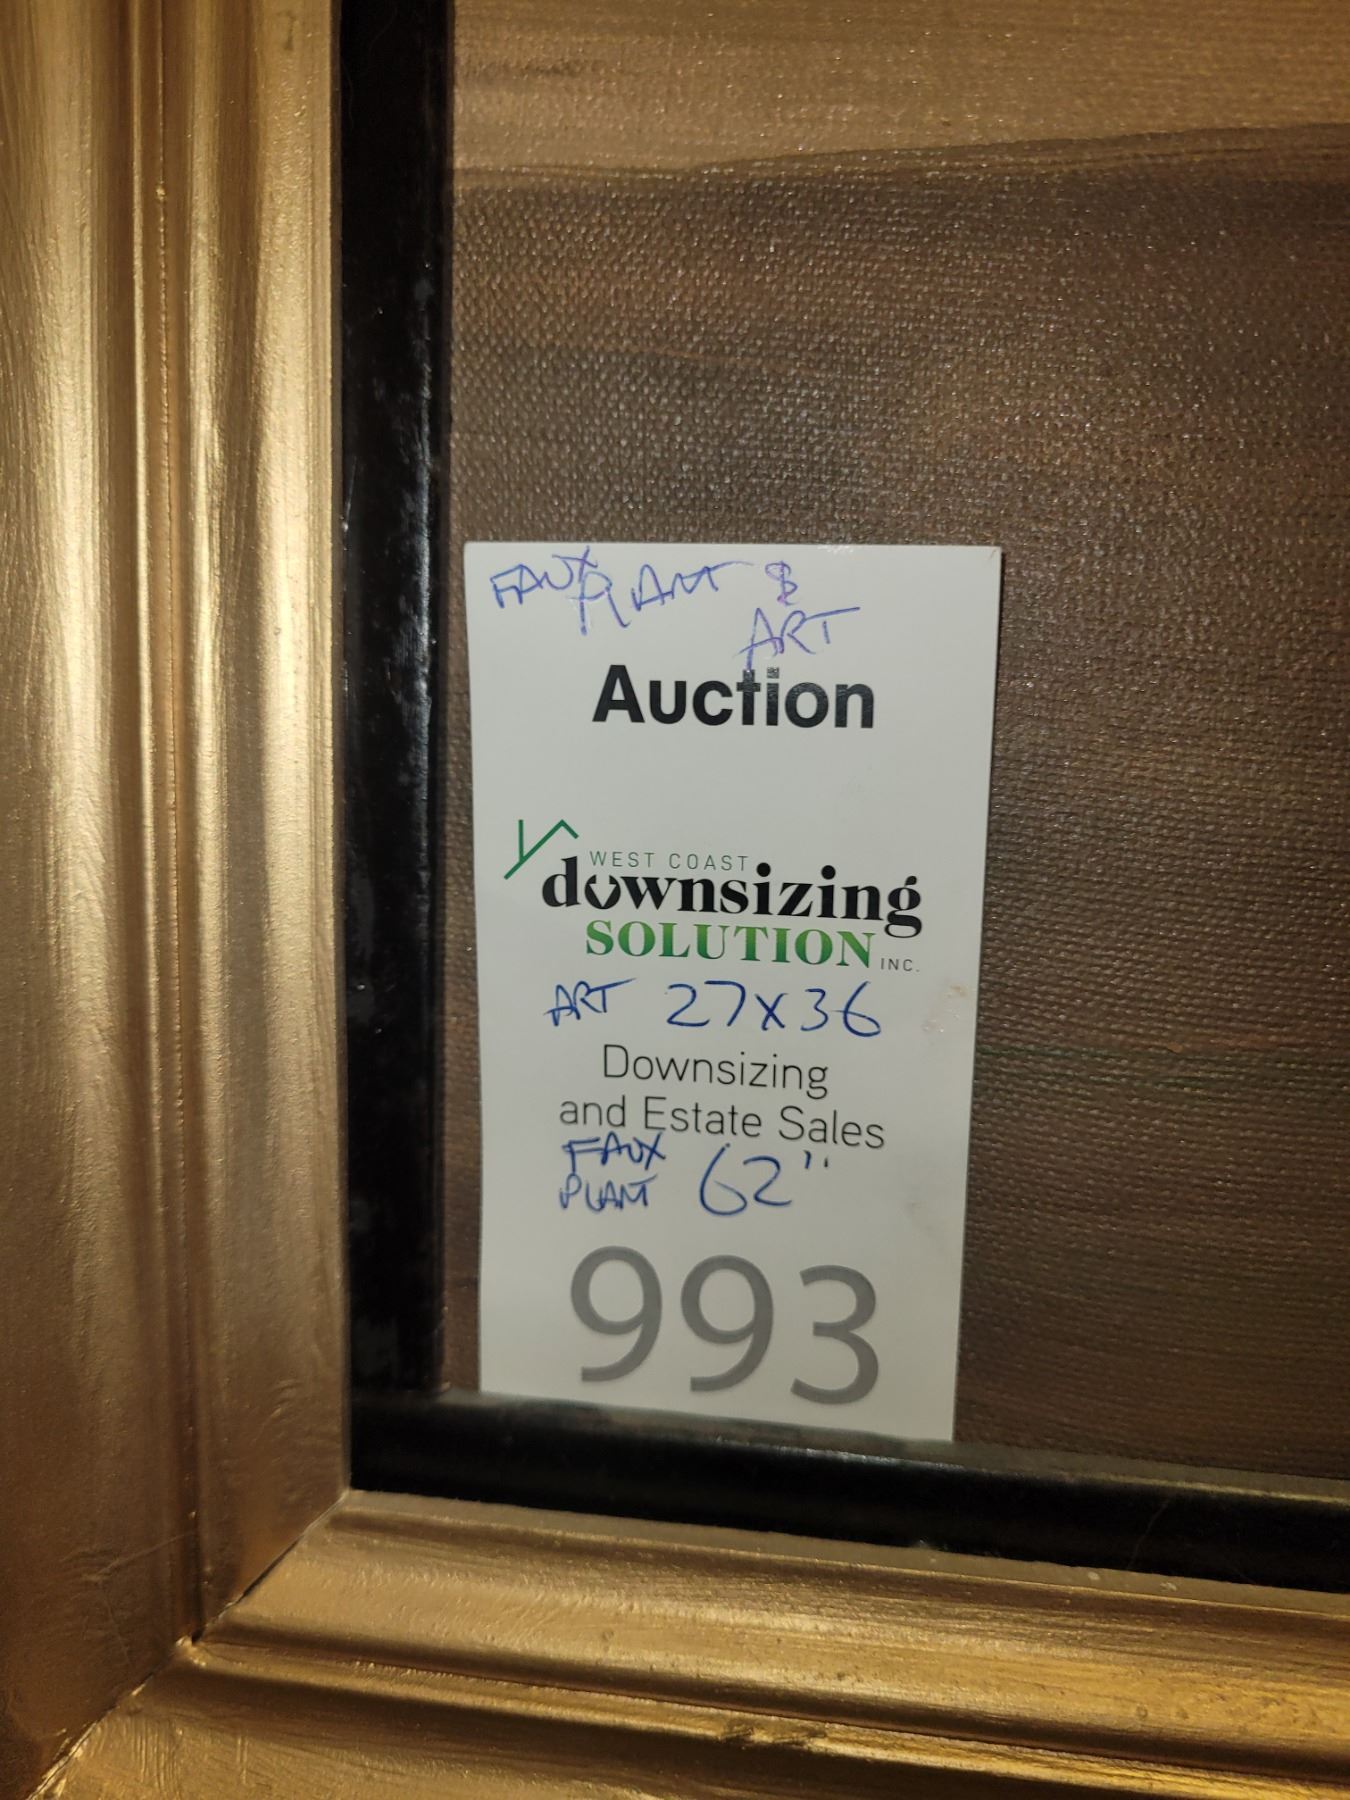 FAUX PLANT &
ART
Auction
WEST COAST
downsizing
SOLUTION INC.
ART 27x36
Downsizing
and Estate Sales
FAUX
PLANT 62"
993